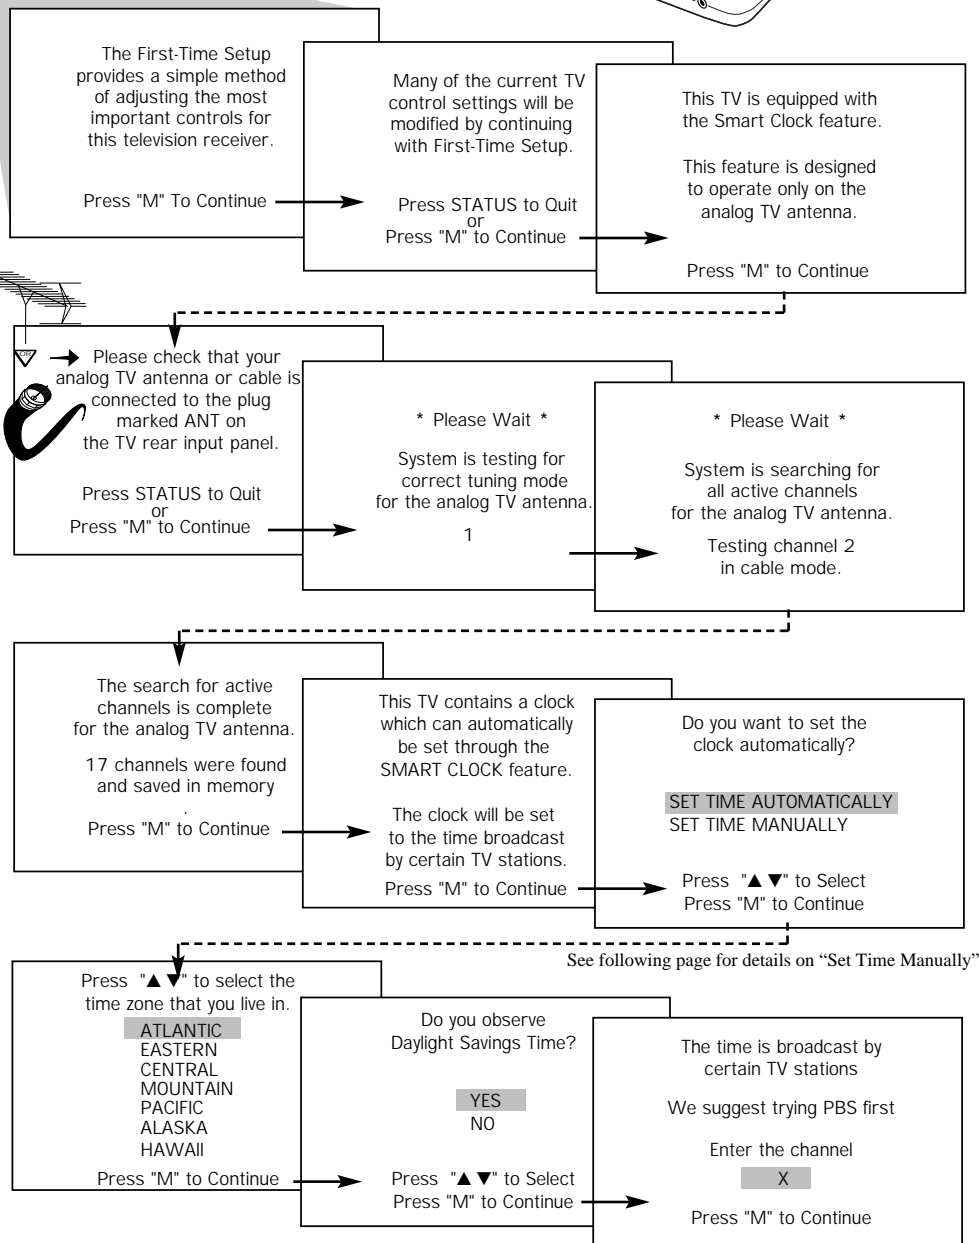 The First-Time Setup
provides a simple method
of adjusting the most
important controls for
this television receiver.
Press "M" To Continue
Many of the current TV
control settings will be
modified by continuing
with First-Time Setup.
Press STATUS to Quit
or
Press "M" to Continue
This TV is equipped with
the Smart Clock feature.
This feature is designed
to operate only on the
analog TV antenna.
Press "M" to Continue
OR
Please check that your
analog TV antenna or cable is
connected to the plug
marked ANT on
the TV rear input panel.
Press STATUS to Quit
or
Press "M" to Continue
* Please Wait *
System is testing for
correct tuning mode
for the analog TV antenna.
1
* Please Wait *
System is searching for
all active channels
for the analog TV antenna.
Testing channel 2
in cable mode.
The search for active
channels is complete
for the analog TV antenna.
17 channels were found
and saved in memory
.
Press "M" to Continue
This TV contains a clock
which can automatically
be set through the
SMART CLOCK feature.
The clock will be set
to the time broadcast
by certain TV stations.
Press "M" to Continue
Do you want to set the
clock automatically?
SET TIME AUTOMATICALLY
SET TIME MANUALLY
Press "▲ ▼" to Select
Press "M" to Continue
See following page for details on “Set Time Manually”
Press "▲ ▼" to select the
time zone that you live in.
ATLANTIC
EASTERN
CENTRAL
MOUNTAIN
PACIFIC
ALASKA
HAWAII
Press "M" to Continue
Do you observe
Daylight Savings Time?
YES
NO
Press "▲ ▼" to Select
Press "M" to Continue
The time is broadcast by
certain TV stations
We suggest trying PBS first
Enter the channel
X
Press "M" to Continue